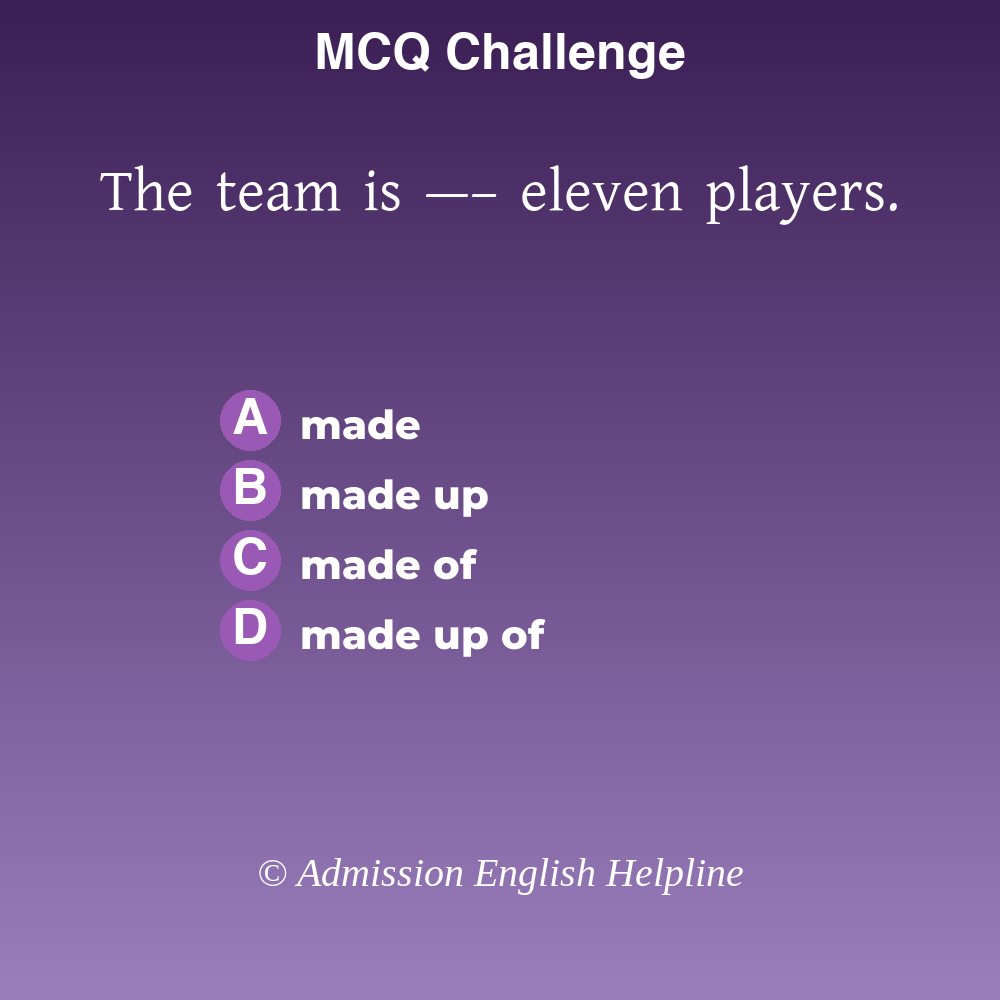 MCQ Challenge
The team is —– eleven players.
A made
B made up
C made of
D made up of
© Admission English Helpline